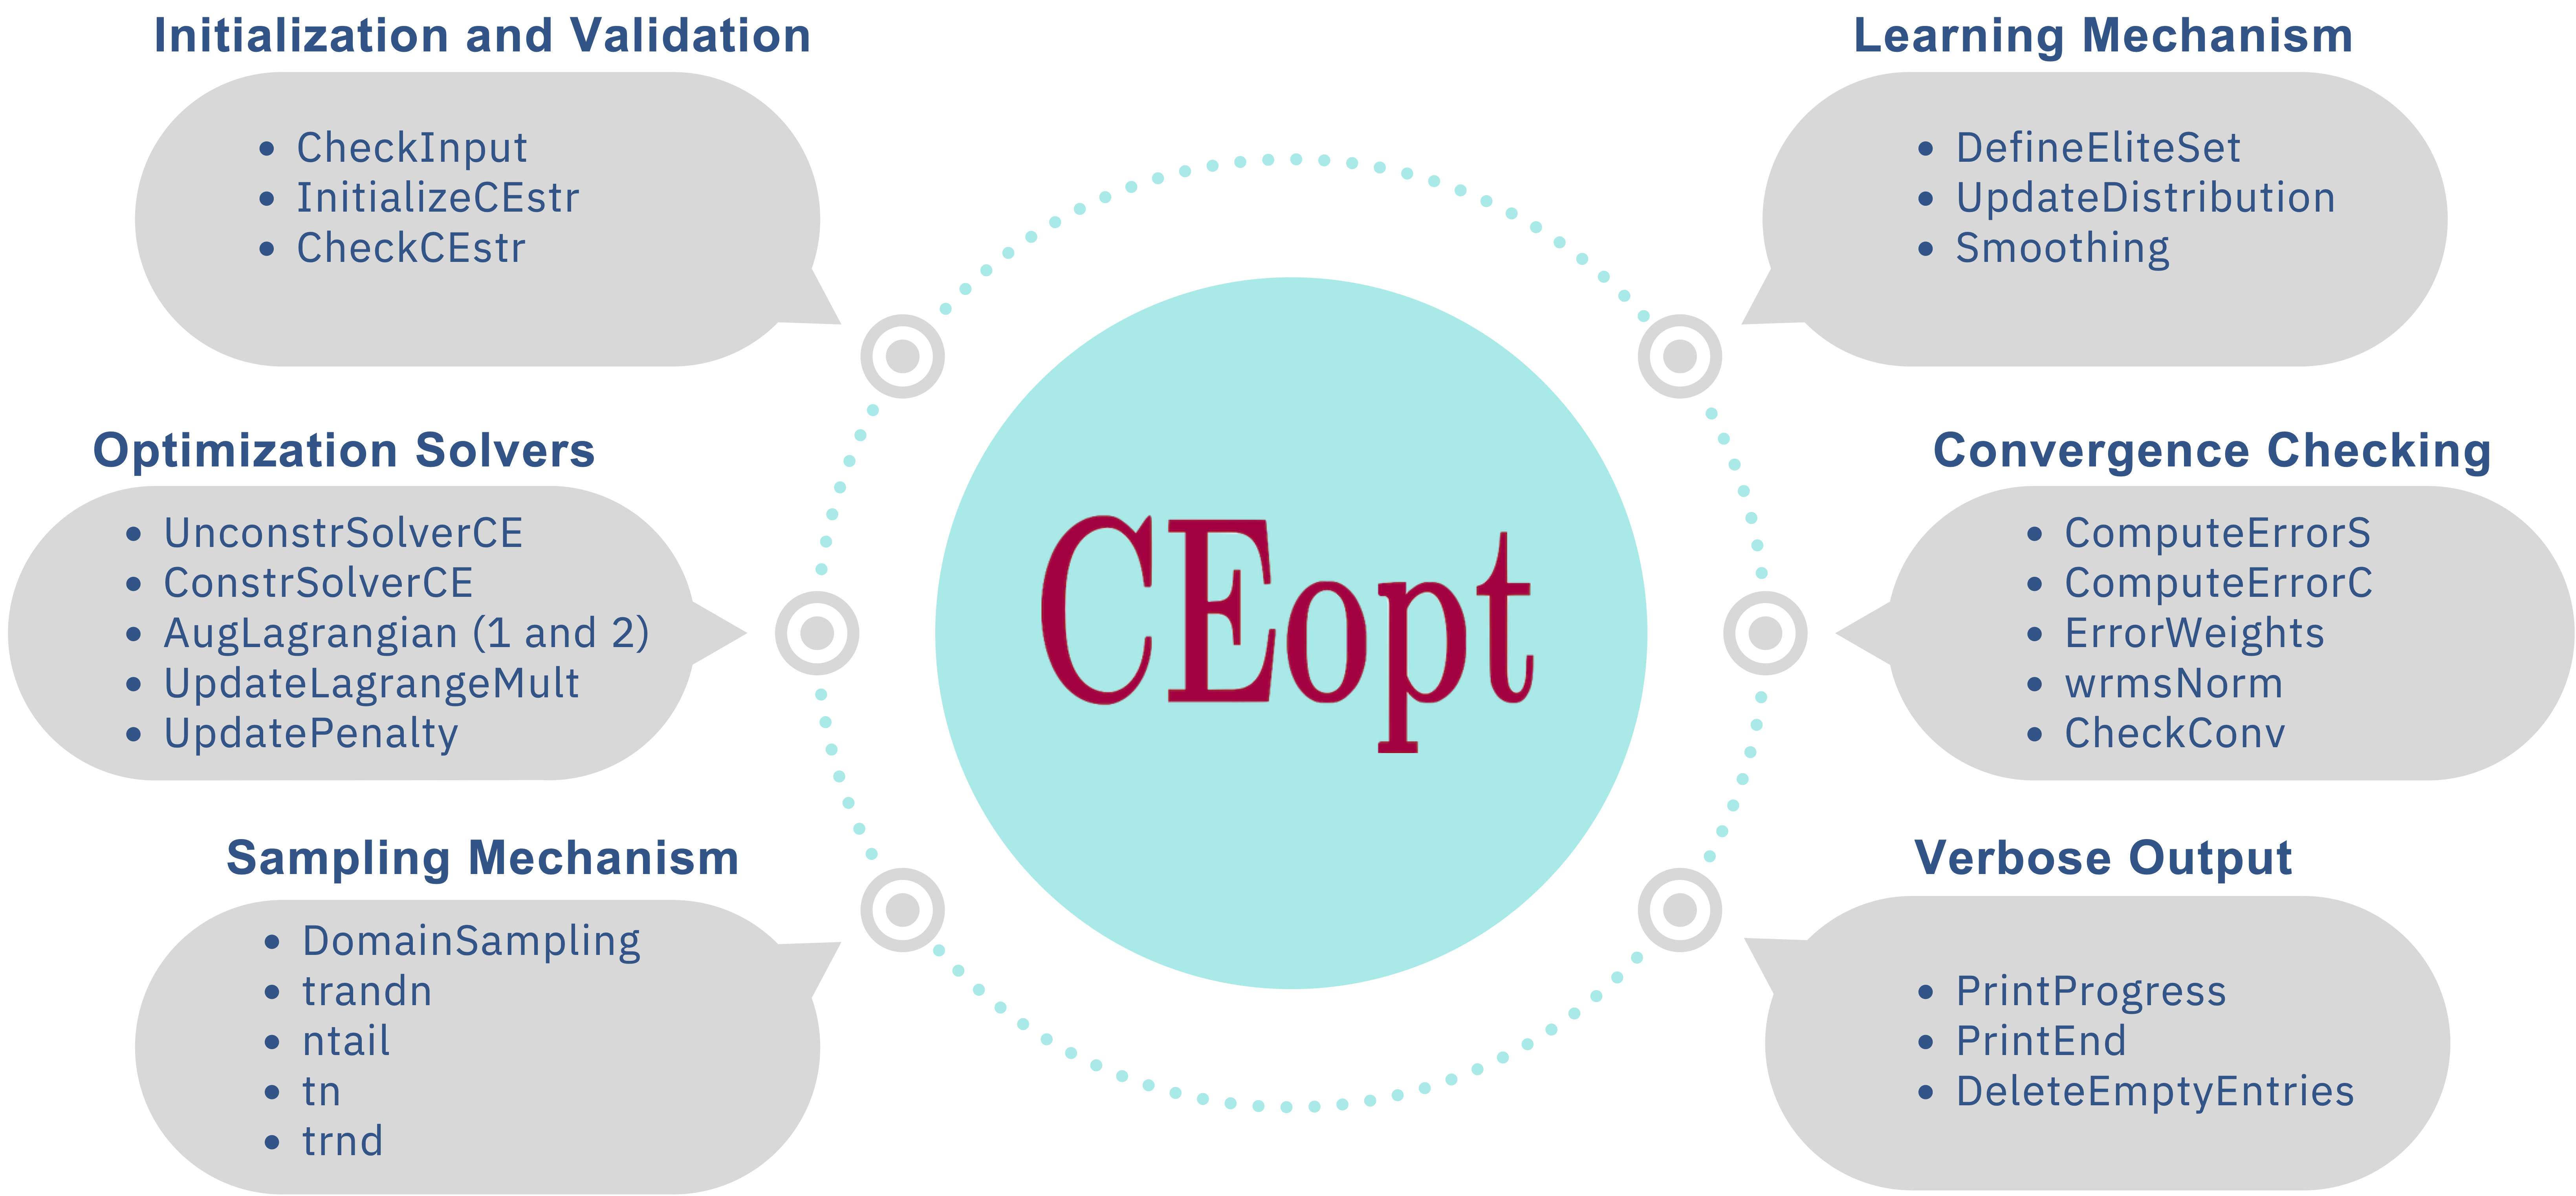 Initialization and Validation
• CheckInput
• InitializeCEstr
• CheckCEstr
Optimization Solvers
• UnconstrSolverCE
• ConstrSolverCE
• AugLagrangian (1 and 2)
• UpdateLagrangeMult
• UpdatePenalty
Sampling Mechanism
• DomainSampling
• trandn
• ntail
• tn
• trnd
CEopt
Learning Mechanism
• DefineEliteSet
• UpdateDistribution
• Smoothing
Convergence Checking
• ComputeErrorS
• ComputeErrorC
• ErrorWeights
• wrmsNorm
• CheckConv
Verbose Output
• PrintProgress
• PrintEnd
• DeleteEmptyEntries